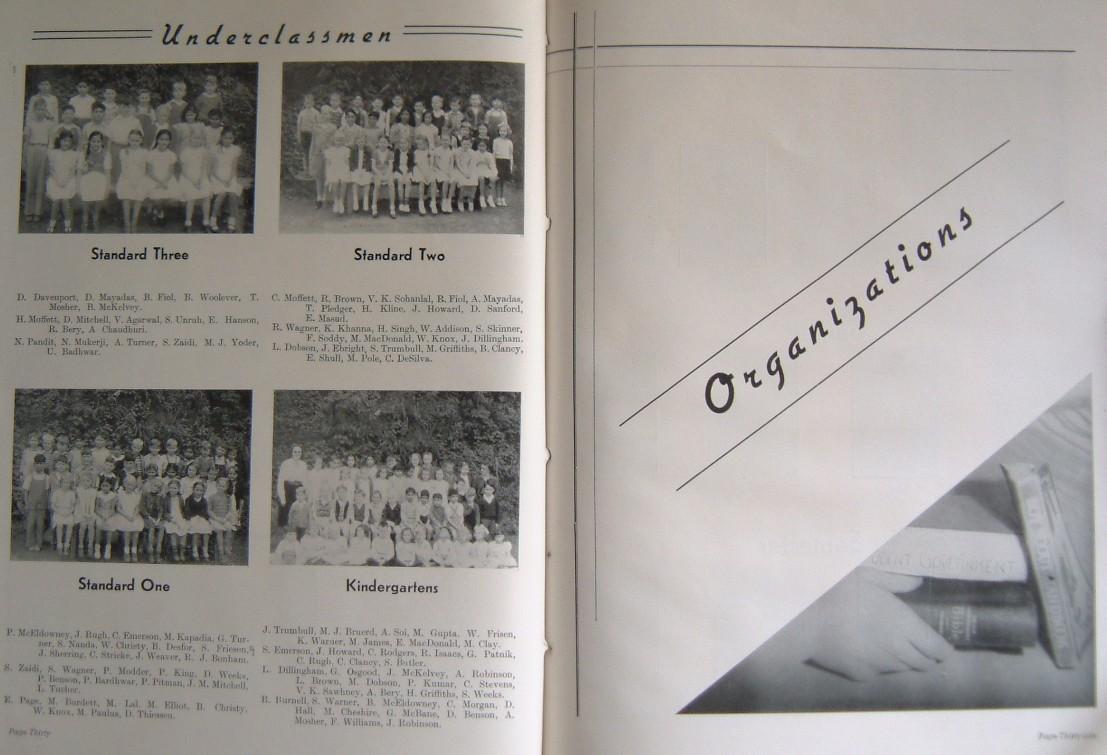 Underclassmen
Standard Three
D. Davenport, D. Mayadas, B. Fiol, B. Woolever, T.
Mosher, B. McKelvey.
H. Moffett, D. Mitchell, V. Agarwal, S. Unruh, E. Hanson,
R. Bery, A Chaudhuri.
N. Pandit, N. Mukerji, A. Turner, S. Zaidi, M. J. Yoder,
U. Badhwar.
Standard Two
C. Moffett, R. Brown, V. K. Sohanlal, R. Fiol, A. Mayadas,
T. Pledger, H. Kline, J. Howard, D. Sanford,
E. Masud.
R. Wagner, K. Khanna, H. Singh, W. Addison, S. Skinner,
F. Soddy, M. MacDonald, W. Knox, J. Dillingham.
L. Dobson, J. Ebright, S. Trumbull, M. Griffiths, B. Clancy,
E. Shull, M. Pole, C. DeSilva.
Standard One
P. McEldowney, J. Rugh, C. Emerson, M. Kapadia, G. Tur-
ner, S. Nanda, W. Christy, B. Desfor, S. Friesen,
J. Sherring, C. Stricke, J. Weaver, R. J. Bonham.
S. Zaidi, S. Wagner, P. Modder, P. King, D. Weeks,
P. Benson, P. Bardhwar, P. Pitman, J. M. Mitchell,
L. Tusher.
E. Page, M. Burdett, M. Lal, M. Elliot, B. Christy,
W. Knox, M. Paulus, D. Thiessen.
Kindergartens
J. Trumbull, M. J. Bruerd, A. Soi, M. Gupta, W. Frisen,
K. Warner, M. James, E. MacDonald, M. Clay.
S. Emerson, J. Howard, C. Rodgers, R. Isaacs, G. Patnik,
C. Rugh, C. Clancy, S. Butler.
L. Dillingham, G. Osgood, J. McKelvey, A. Robinson,
L. Brown, M. Dobson, P. Kumar, C. Stevens,
V. K. Sawhney, A. Bery, H. Griffiths, S. Weeks.
R. Burnell, S. Warner, B. McEldowney, C. Morgan, D.
Hall, M. Cheshire, G. McBane, D. Benson, A.
Mosher, F. Williams, J. Robinson.
Page Thirty
Organizations
GOVERNMENT
Page Thirty-one